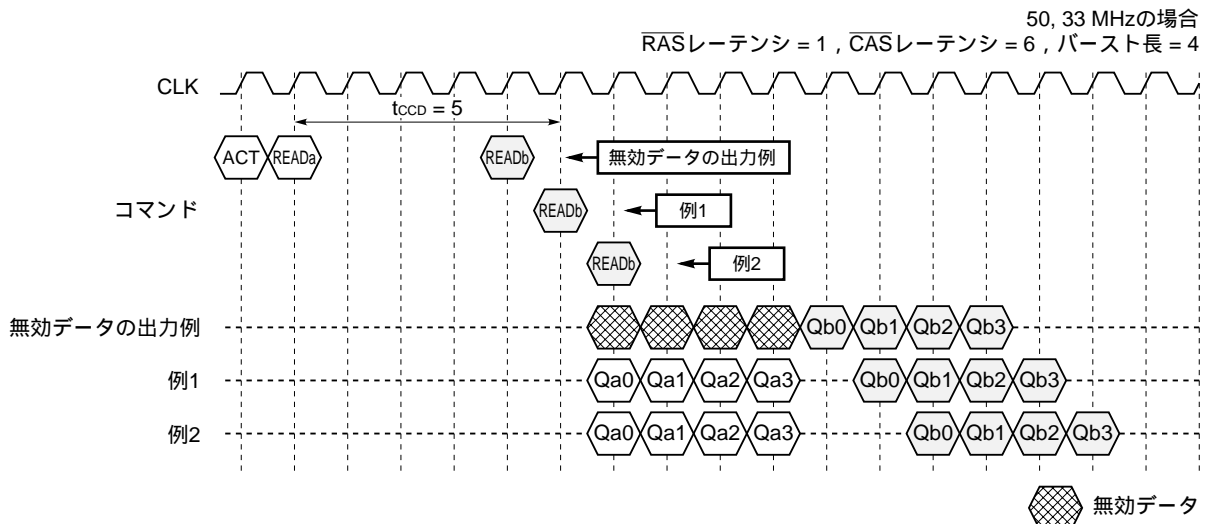 50, 33 MHzの場合
RASレーテンシ = 1 , CASレーテンシ = 6 , バースト長 = 4
CLK
tCCD = 5
ACT READa READb 無効データの出力例
コマンド READb 例1
READb 例2
無効データの出力例 Qb0 Qb1 Qb2 Qb3
例1 Qa0 Qa1 Qa2 Qa3 Qb0 Qb1 Qb2 Qb3
例2 Qa0 Qa1 Qa2 Qa3 Qb0 Qb1 Qb2 Qb3
無効データ